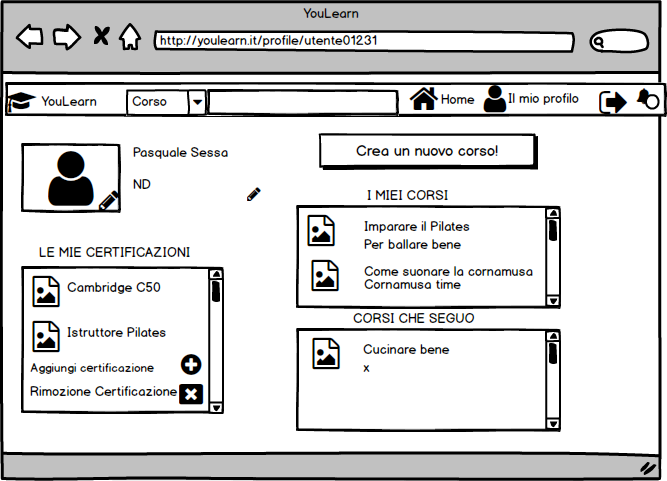 YouLearn
http://youlearn.it/profile/utente01231
YouLearn
Corso
Home
Il mio profilo
Pasquale Sessa
ND
Crea un nuovo corso!
I MIEI CORSI
Imparare il Pilates
Per ballare bene
Come suonare la cornamusa
Cornamusa time
LE MIE CERTIFICAZIONI
Cambridge C50
Istruttore Pilates
Aggiungi certificazione
Rimozione Certificazione
CORSI CHE SEGUO
Cucinare bene
x